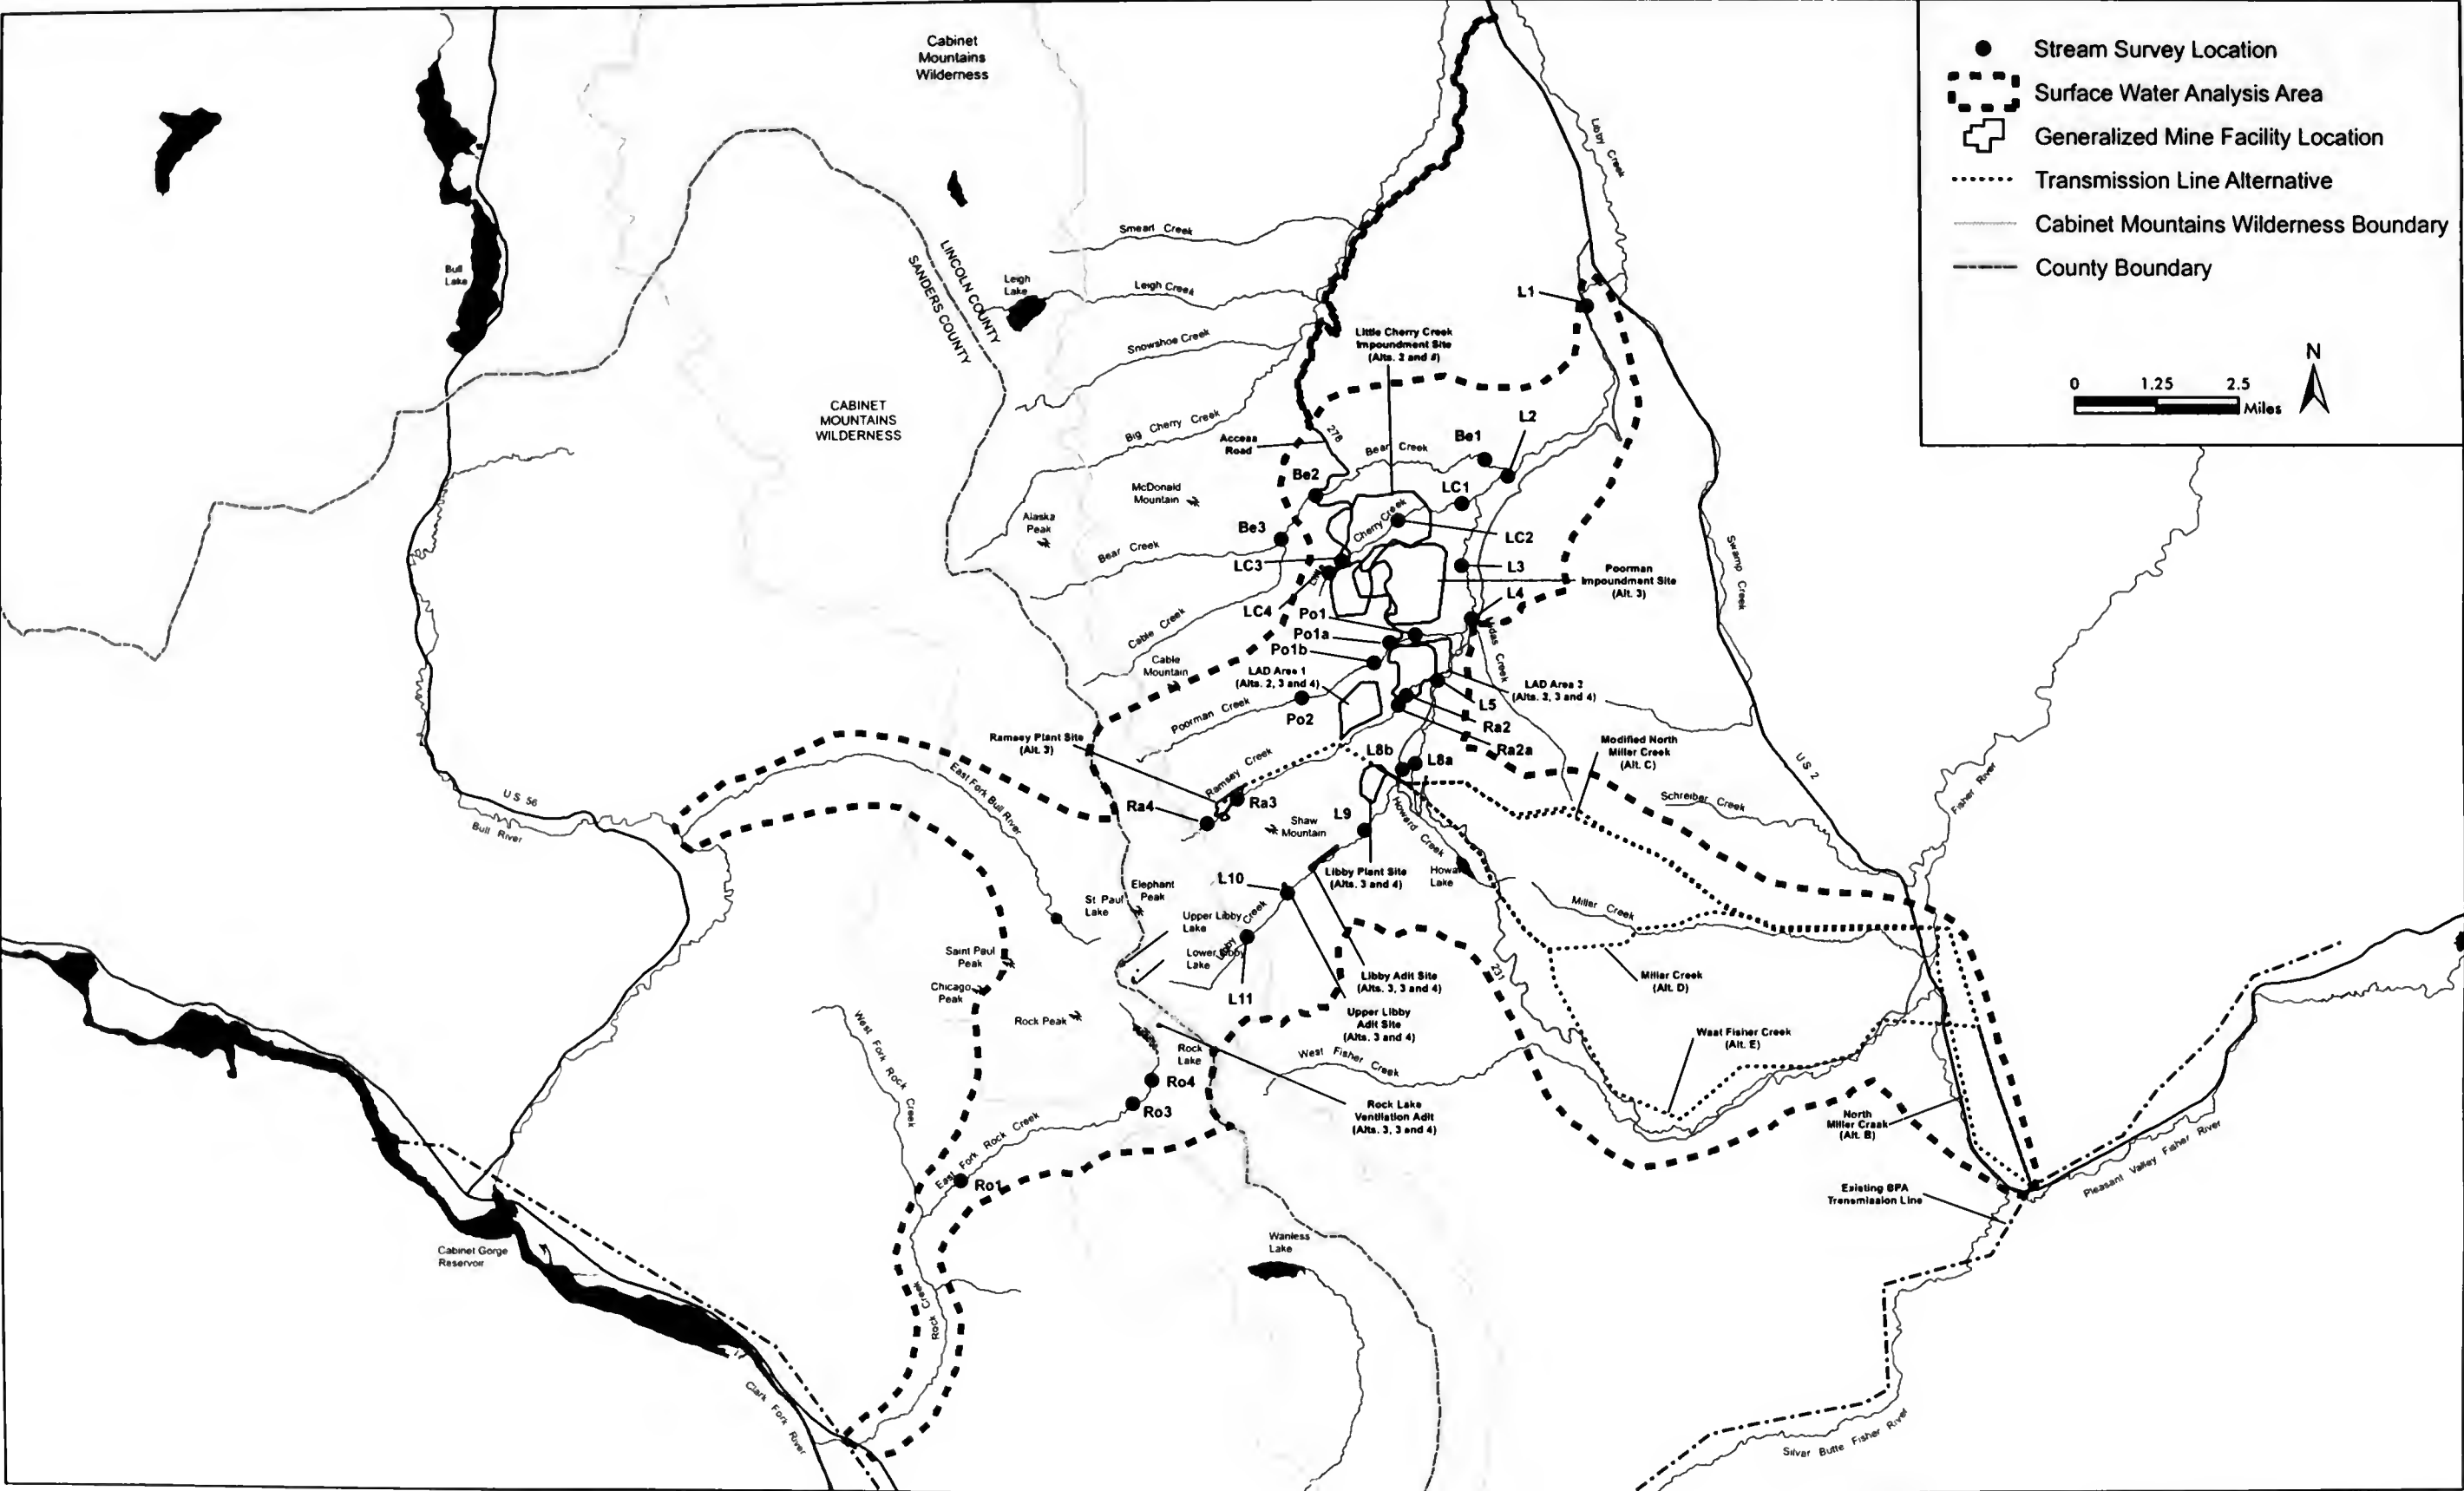 Stream Survey Location
Surface Water Analysis Area
Generalized Mine Facility Location
Transmission Line Alternative
Cabinet Mountains Wilderness Boundary
County Boundary
N
0 1.25 2.5
Miles
Cabinet
Mountains
Wilderness
Libby Creek
Smearl Creek
Bull
Lake
LINCOLN COUNTY
SANDERS COUNTY
Leigh
Lake
Leigh Creek
L1
Snowshoe Creek
Little Cherry Creek
Impoundment Site
(Alts. 2 and 4)
CABINET
MOUNTAINS
WILDERNESS
Big Cherry Creek
Access
Road
278
Bear Creek
Be1
L2
Be2
LC1
McDonald
Mountain
Alaska
Peak
Cherry Creek
Be3
LC2
Bear Creek
LC3
L3
Poorman
Impoundment Site
(Alt. 3)
Swamp Creek
LC4
L4
Po1
Cable Creek
Po1a
Po1b
Midas Creek
Cable
Mountain
LAD Area 1
(Alts. 2, 3 and 4)
LAD Area 2
(Alts. 2, 3 and 4)
L5
Poorman Creek
Po2
Ra2
Ra2a
Ramsey Plant Site
(Alt. 3)
Modified North
Miller Creek
(Alt. C)
L8b
L8a
US 2
Ramsey Creek
East Fork Bull River
Ra4
Ra3
Schreiber Creek
Fisher River
US 56
Bull River
Shaw
Mountain
L9
Howard Creek
Libby Plant Site
(Alts. 3 and 4)
Howard
Lake
L10
Elephant
Peak
St Paul
Lake
Miller Creek
Upper Libby
Lake
Libby Creek
Lower Libby
Lake
Saint Paul
Peak
231
Libby Adit Site
(Alts. 3, 3 and 4)
Miller Creek
(Alt. D)
Chicago
Peak
L11
Rock Peak
Upper Libby
Adit Site
(Alts. 3 and 4)
West Fork Rock Creek
Rock
Lake
West Fisher Creek
Waat Fisher Creek
(Alt. E)
Ro4
Ro3
Rock Lake
Ventilation Adit
(Alts. 3, 3 and 4)
North
Miller Craak
(Alt. B)
East Fork Rock Creek
Pleasant Valley Fisher River
Ro1
Existing BPA
Transmission Line
Cabinet Gorge
Reservoir
Wanless
Lake
Rock Creek
Clark Fork River
Silvar Butte Fisher River